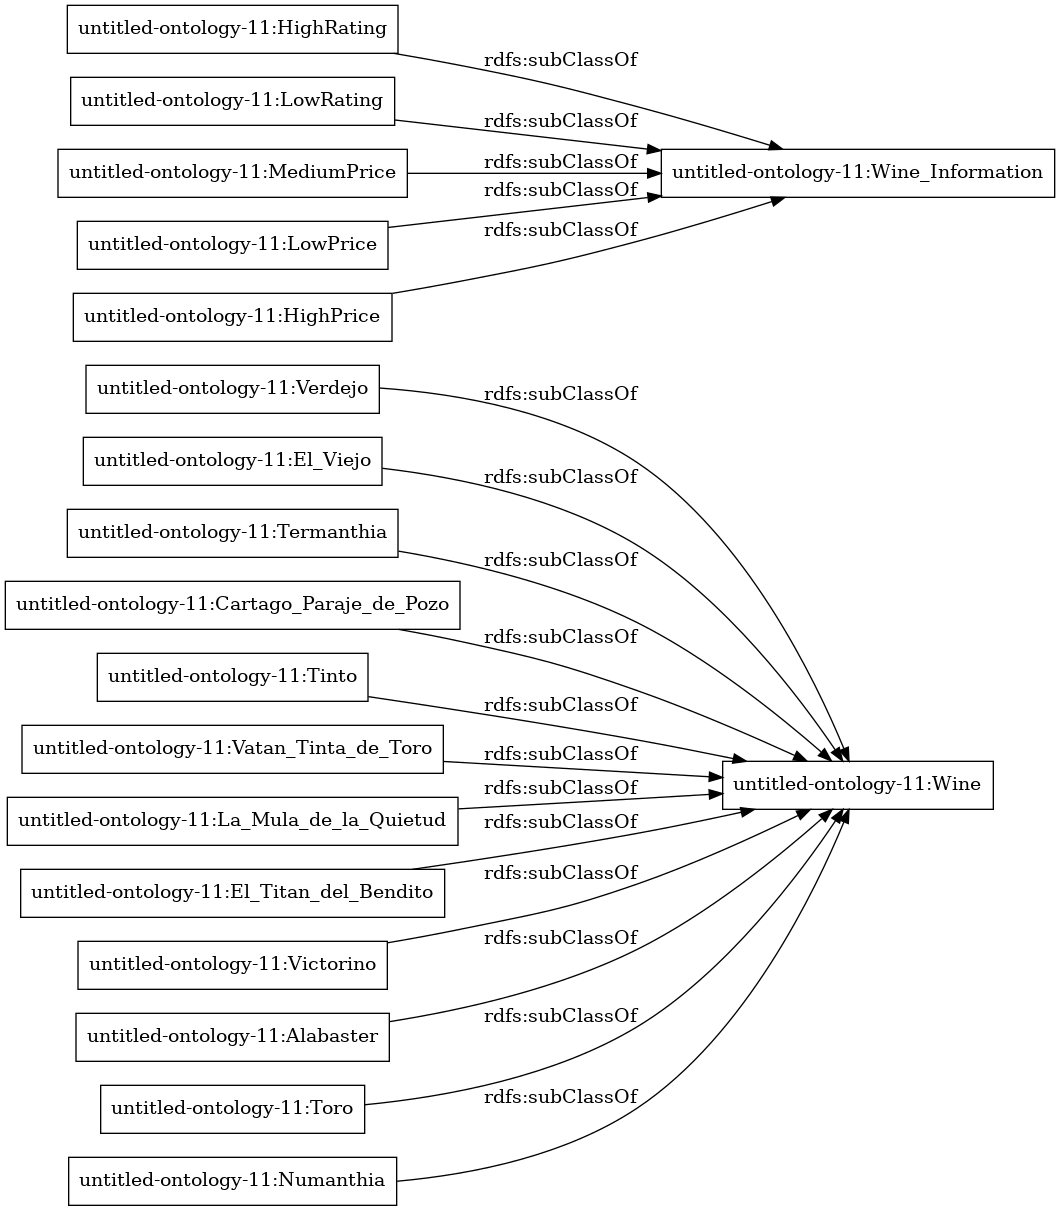 untitled-ontology-11:HighRating
rdfs:subClassOf
untitled-ontology-11:LowRating
rdfs:subClassOf
untitled-ontology-11:MediumPrice
rdfs:subClassOf
untitled-ontology-11:Wine_Information
rdfs:subClassOf
untitled-ontology-11:LowPrice
rdfs:subClassOf
untitled-ontology-11:HighPrice
untitled-ontology-11:Verdejo
rdfs:subClassOf
untitled-ontology-11:El_Viejo
rdfs:subClassOf
untitled-ontology-11:Termanthia
rdfs:subClassOf
untitled-ontology-11:Cartago_Paraje_de_Pozo
rdfs:subClassOf
untitled-ontology-11:Tinto
rdfs:subClassOf
untitled-ontology-11:Vatan_Tinta_de_Toro
rdfs:subClassOf
untitled-ontology-11:Wine
rdfs:subClassOf
untitled-ontology-11:La_Mula_de_la_Quietud
rdfs:subClassOf
untitled-ontology-11:El_Titan_del_Bendito
rdfs:subClassOf
untitled-ontology-11:Victorino
rdfs:subClassOf
untitled-ontology-11:Alabaster
rdfs:subClassOf
untitled-ontology-11:Toro
rdfs:subClassOf
untitled-ontology-11:Numanthia